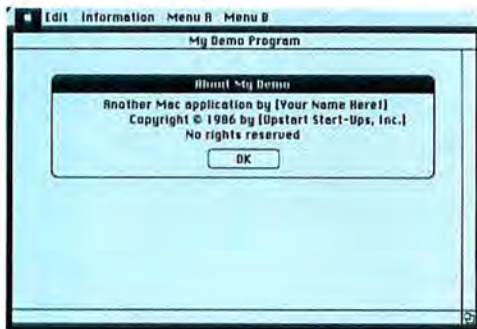 Edit Information Menu A Menu B
My Demo Program
About My Demo
Another Mac application by [Your Name Here!]
Copyright © 1986 by [Upstart Start-Ups, Inc.]
No rights reserved
OK